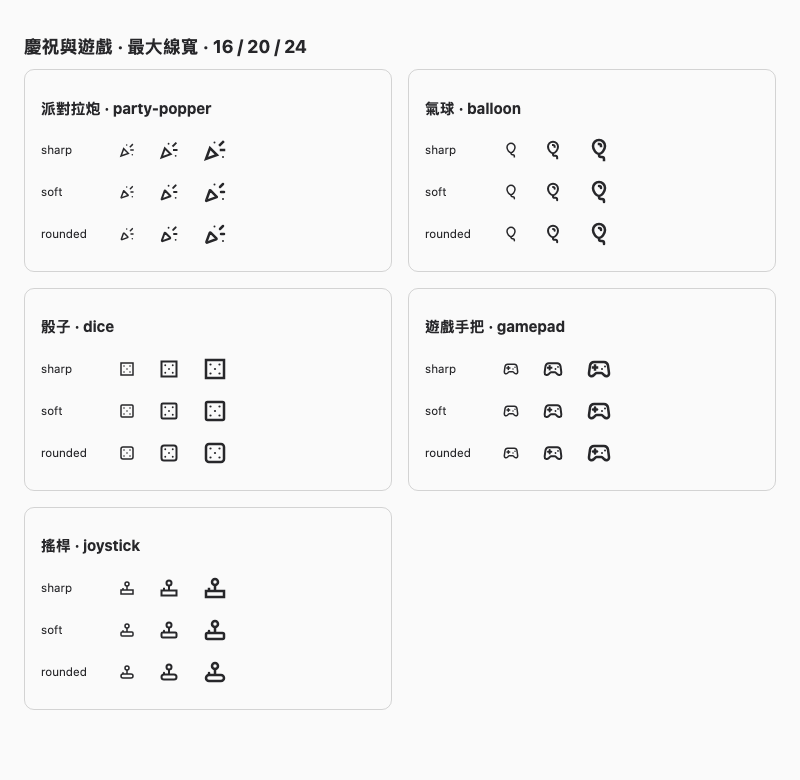 慶祝與遊戲 · 最大線寬 · 16 / 20 / 24
派對拉炮 · party-popper
sharp
soft
rounded
氣球 · balloon
sharp
soft
rounded
骰子 · dice
sharp
soft
rounded
遊戲手把 · gamepad
sharp
soft
rounded
搖桿 · joystick
sharp
soft
rounded